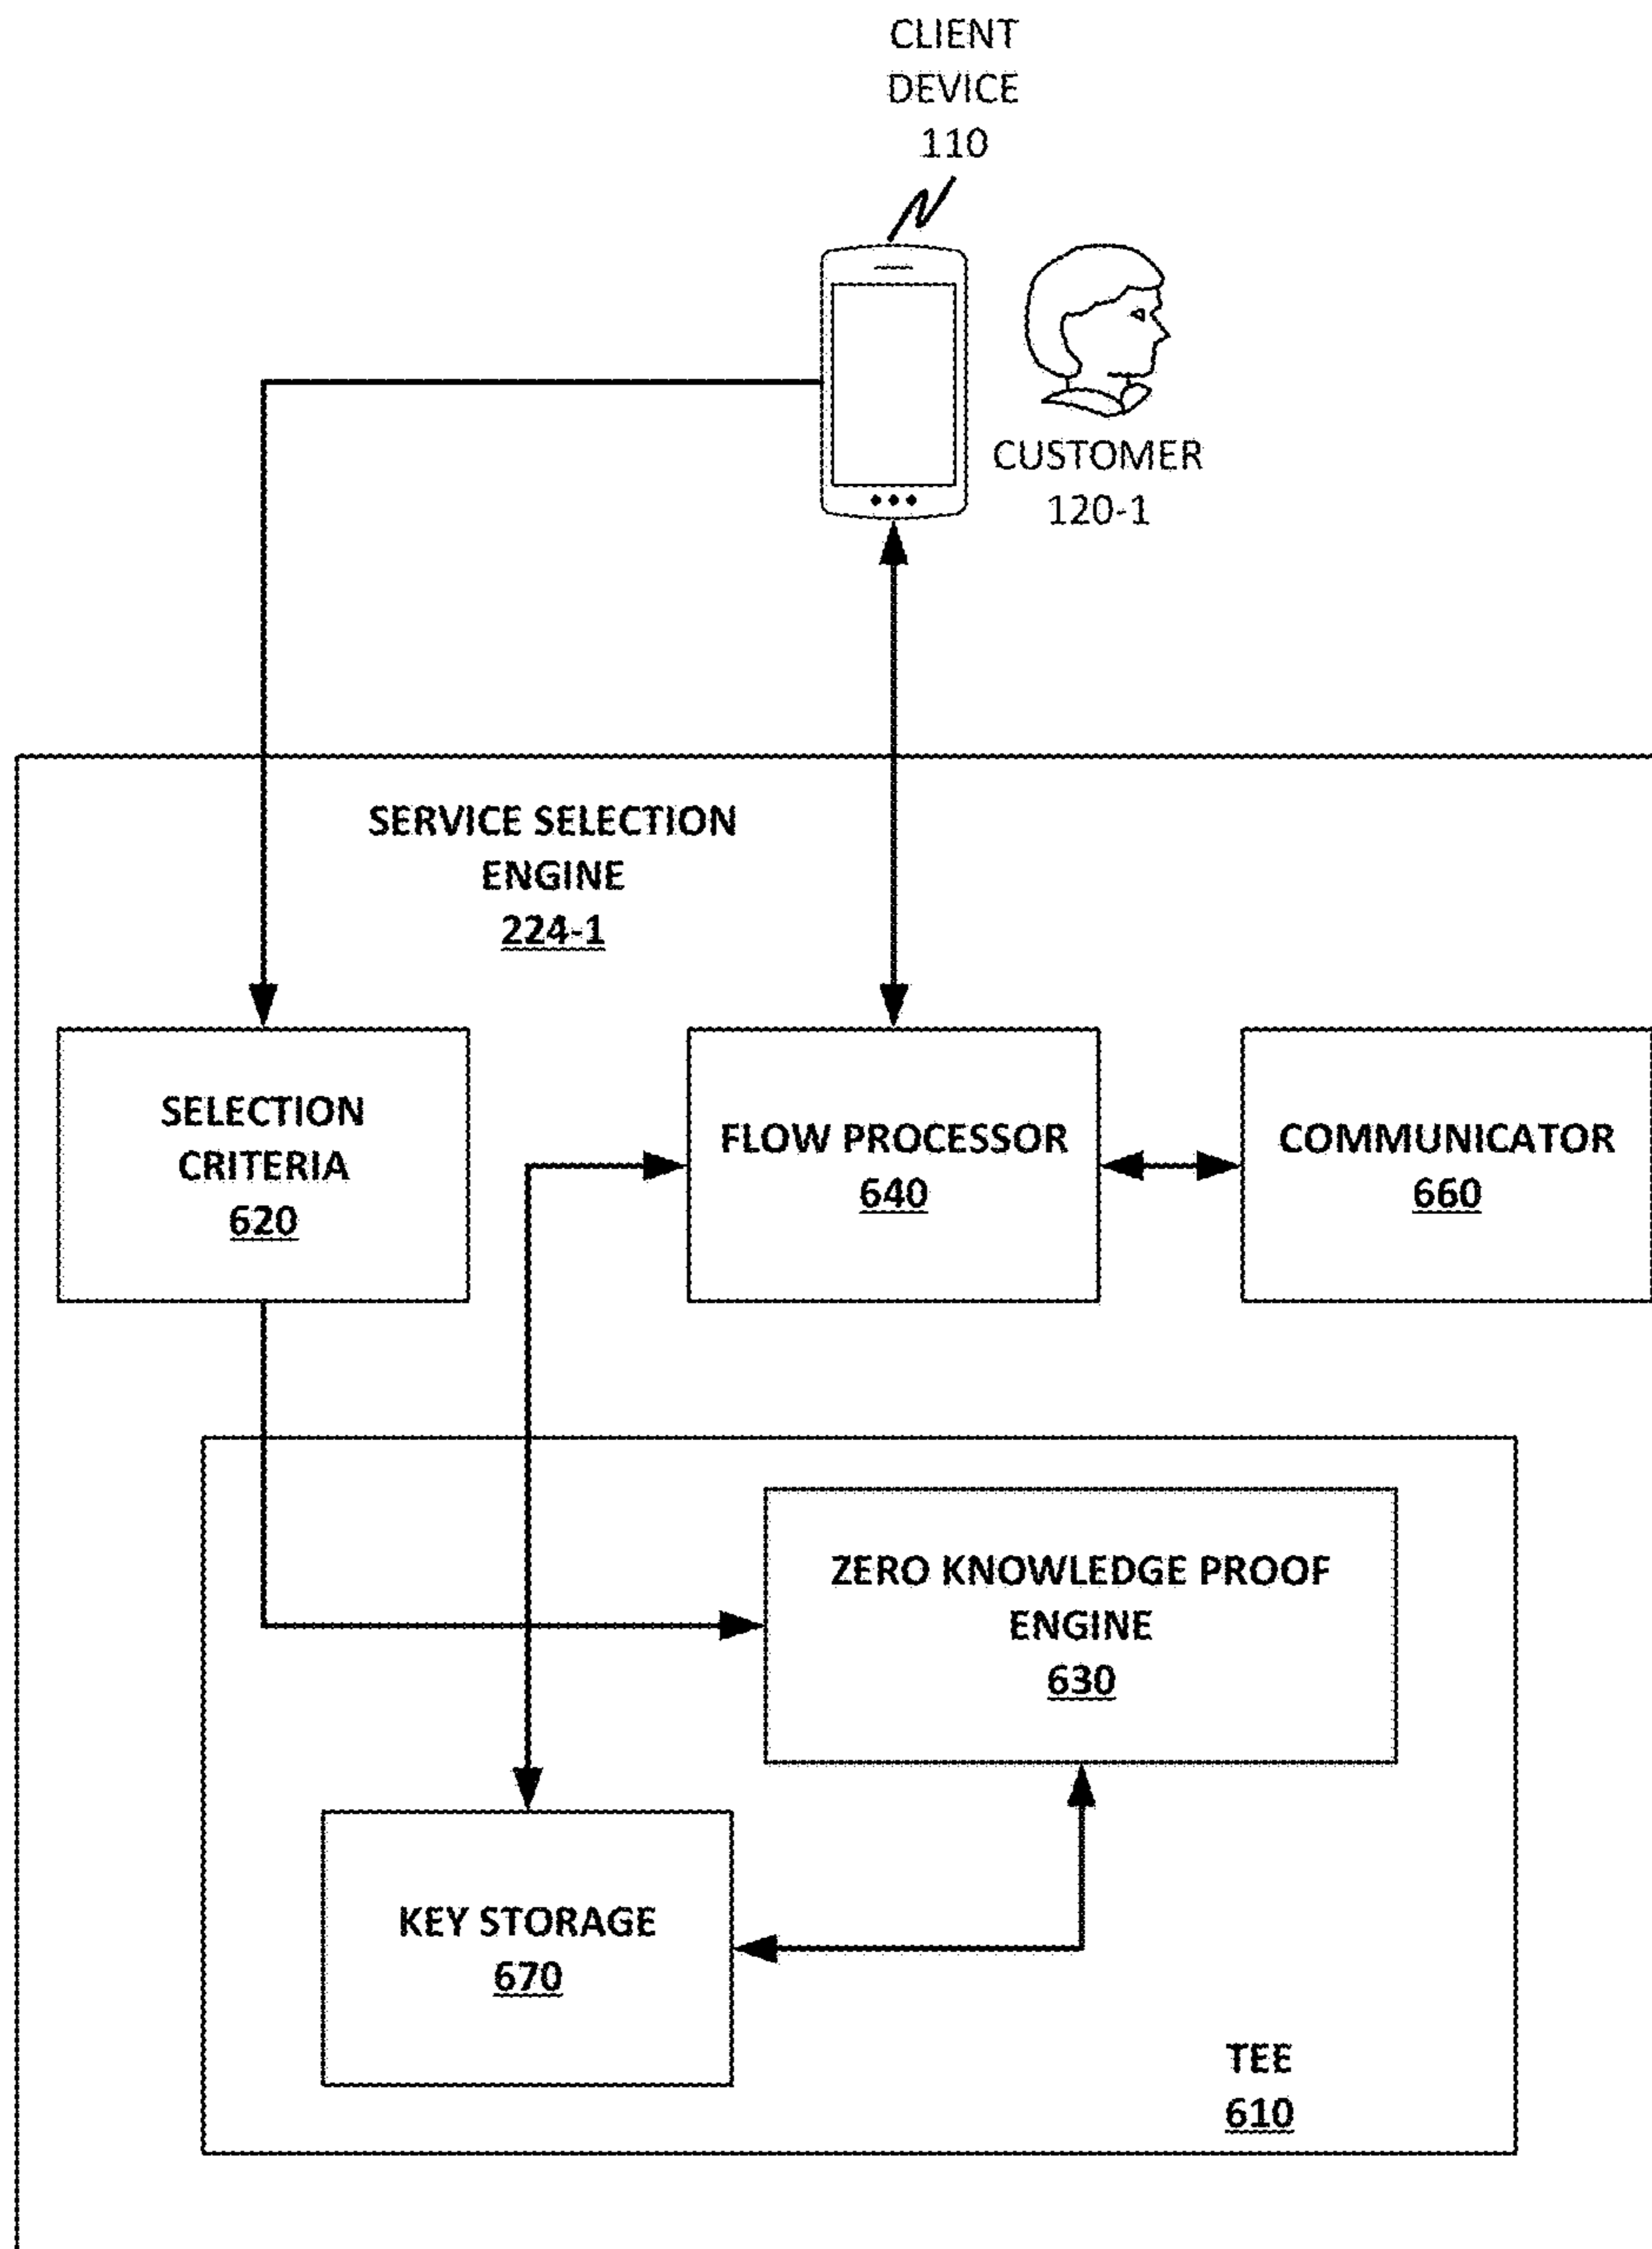 CLIENT
DEVICE
110
CUSTOMER
120-1
SERVICE SELECTION
ENGINE
224-1
SELECTION
CRITERIA
620
FLOW PROCESSOR
640
COMMUNICATOR
660
ZERO KNOWLEDGE PROOF
ENGINE
630
KEY STORAGE
670
TEE
610